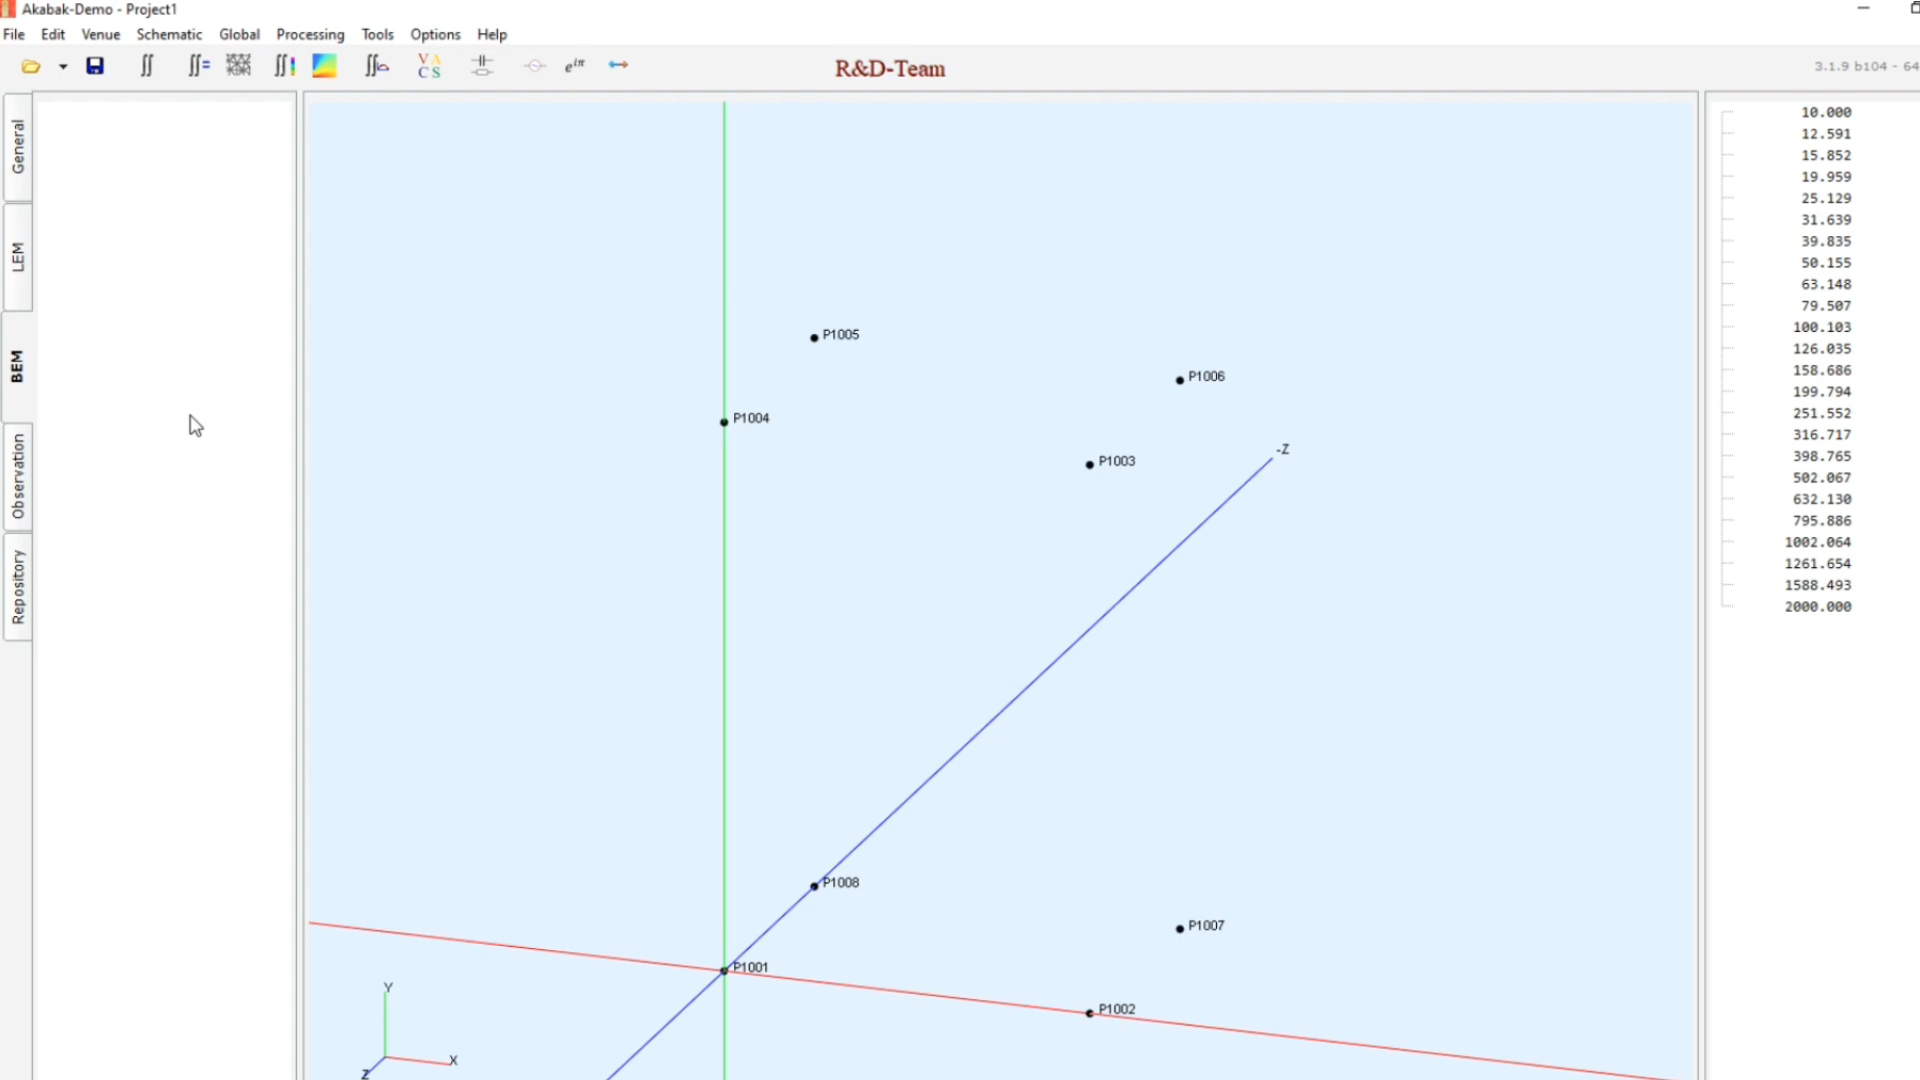 Akabak-Demo - Project1
File Edit Venue Schematic Global Processing Tools Options Help
VACS eiπ R&D-Team 3.1.9 b104 - 64
General
LEM
BEM
Observation
Repository
P1005
P1006
P1004
P1003
-Z
P1008
P1007
P1001
P1002
Y
X
Z
10.000
12.591
15.852
19.959
25.129
31.639
39.835
50.155
63.148
79.507
100.103
126.035
158.686
199.794
251.552
316.717
398.765
502.067
632.130
795.886
1002.064
1261.654
1588.493
2000.000